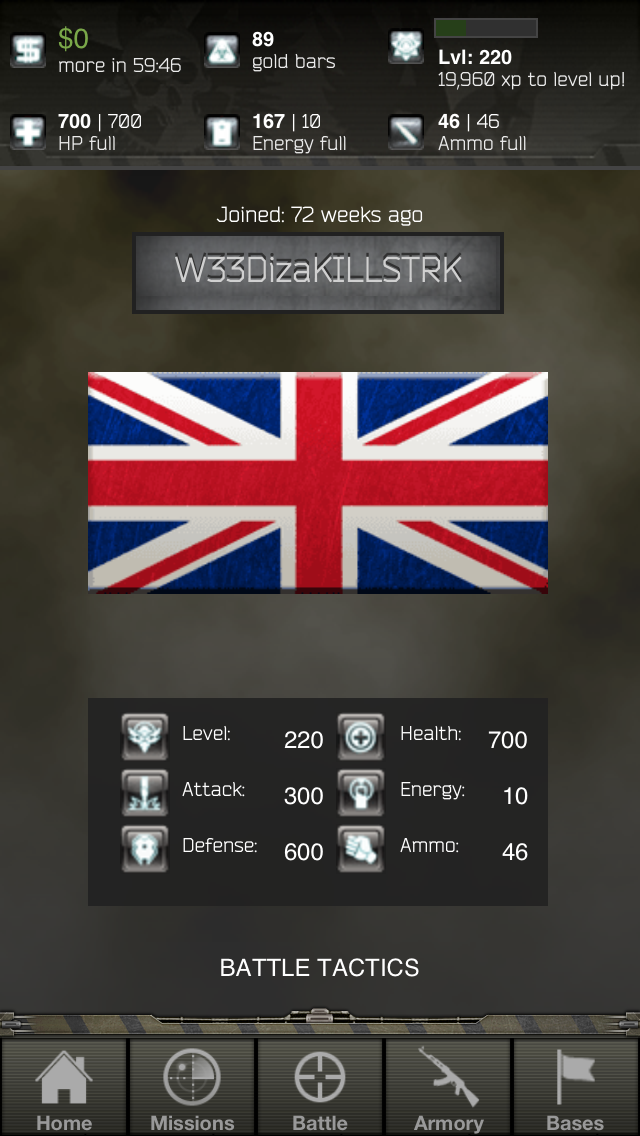 $0
more in 59:46
89
gold bars
Lvl: 220
19,960 xp to level up!
700 | 700
HP full
167 | 10
Energy full
46 | 46
Ammo full
Joined: 72 weeks ago
W33DizaKILLSTRK
Level: 220
Health: 700
Attack: 300
Energy: 10
Defense: 600
Ammo: 46
BATTLE TACTICS
Home Missions Battle Armory Bases